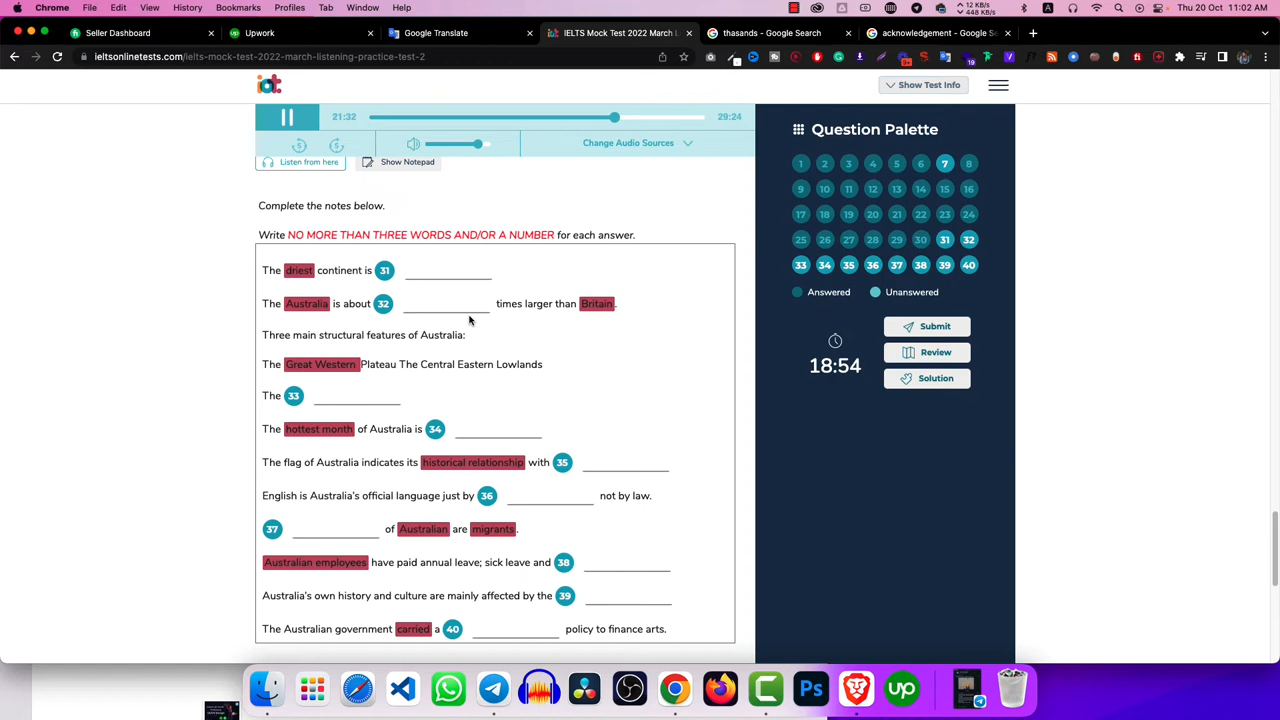 Chrome File Edit View History Bookmarks Profiles Tab Window Help
12 KB/s
448 KB/s
Thu 20 Oct 11:02 AM
Seller Dashboard
Upwork
Google Translate
IELTS Mock Test 2022 March L
thasands - Google Search
acknowledgement - Google Se
ieltsonlinetests.com/ielts-mock-test-2022-march-listening-practice-test-2
iot
Show Test Info
21:32
29:24
Change Audio Sources
Listen from here
Show Notepad
Complete the notes below.
Write NO MORE THAN THREE WORDS AND/OR A NUMBER for each answer.
The driest continent is 31
The Australia is about 32 times larger than Britain.
Three main structural features of Australia:
The Great Western Plateau The Central Eastern Lowlands
The 33
The hottest month of Australia is 34
The flag of Australia indicates its historical relationship with 35
English is Australia's official language just by 36 not by law.
37 of Australian are migrants.
Australian employees have paid annual leave; sick leave and 38
Australia's own history and culture are mainly affected by the 39
The Australian government carried a 40 policy to finance arts.
Question Palette
1 2 3 4 5 6 7 8
9 10 11 12 13 14 15 16
17 18 19 20 21 22 23 24
25 26 27 28 29 30 31 32
33 34 35 36 37 38 39 40
Answered
Unanswered
18:54
Submit
Review
Solution